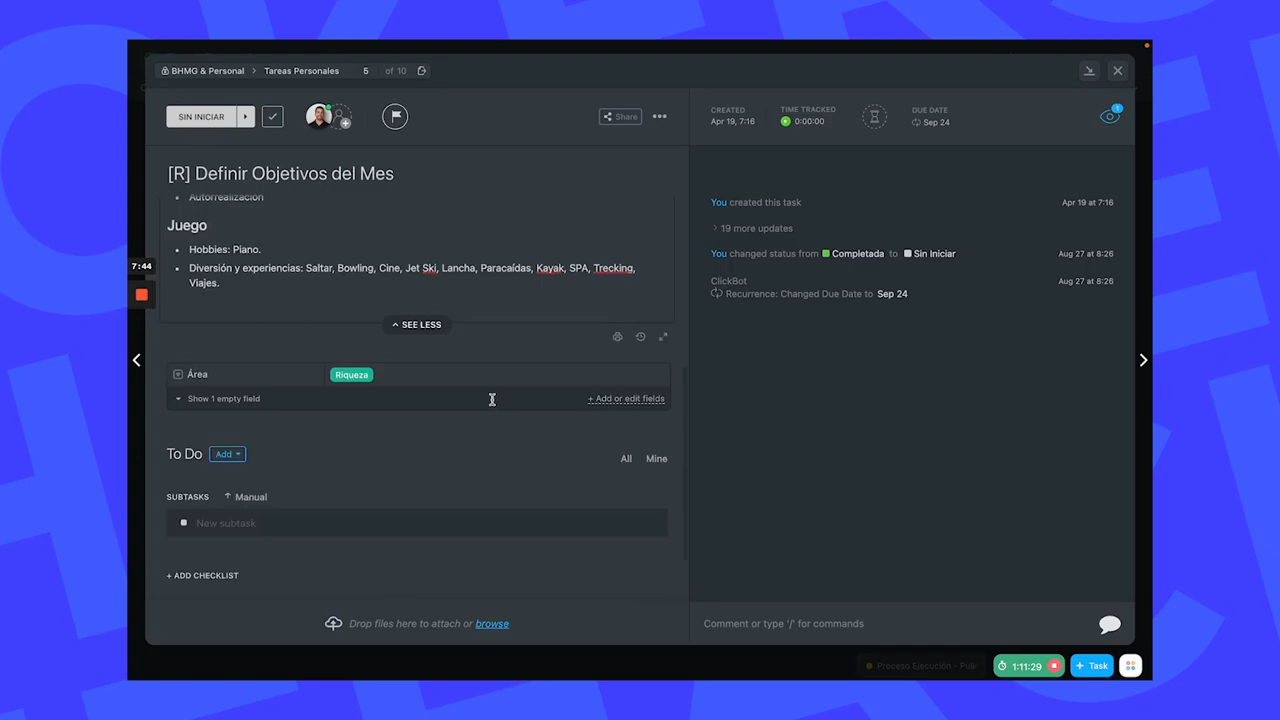 BHMG & Personal > Tareas Personales 5 of 10
SIN INICIAR
Share
CREATED
Apr 19, 7:16
TIME TRACKED
0:00:00
DUE DATE
Sep 24
1
[R] Definir Objetivos del Mes
Autorrealización
Juego
Hobbies: Piano.
Diversión y experiencias: Saltar, Bowling, Cine, Jet Ski, Lancha, Paracaídas, Kayak, SPA, Trecking,
Viajes.
SEE LESS
Área Riqueza
Show 1 empty field + Add or edit fields
To Do Add
All Mine
SUBTASKS Manual
New subtask
+ ADD CHECKLIST
Drop files here to attach or browse
You created this task Apr 19 at 7:16
19 more updates
You changed status from Completada to Sin Iniciar Aug 27 at 8:26
ClickBot Aug 27 at 8:26
Recurrence: Changed Due Date to Sep 24
Comment or type '/' for commands
7:44
1:11:29
+ Task